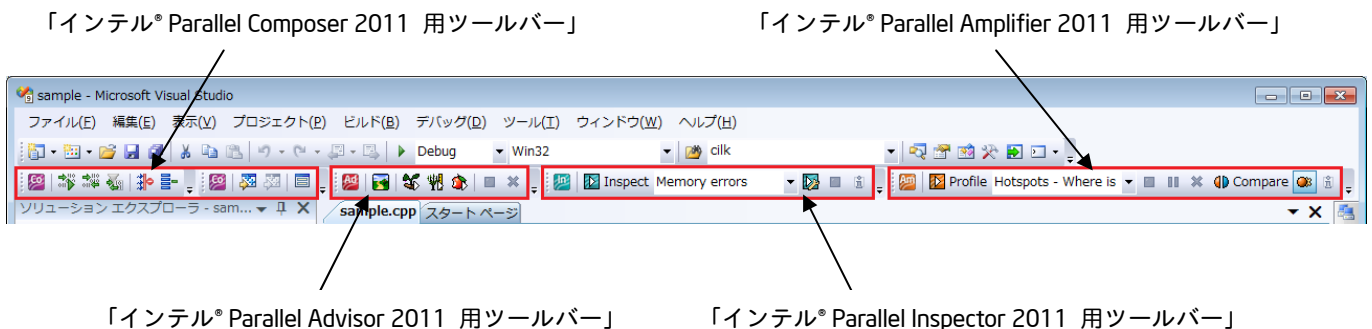 「インテル® Parallel Composer 2011 用ツールバー」
「インテル® Parallel Amplifier 2011 用ツールバー」
sample - Microsoft Visual Studio
ファイル(F) 編集(E) 表示(V) プロジェクト(P) ビルド(B) デバッグ(D) ツール(T) ウィンドウ(W) ヘルプ(H)
Debug Win32 cilk
Co Co Ad In Inspect Memory errors Am Profile Hotspots - Where is Compare
ソリューション エクスプローラ - sam... sample.cpp スタート ページ
「インテル® Parallel Advisor 2011 用ツールバー」
「インテル® Parallel Inspector 2011 用ツールバー」